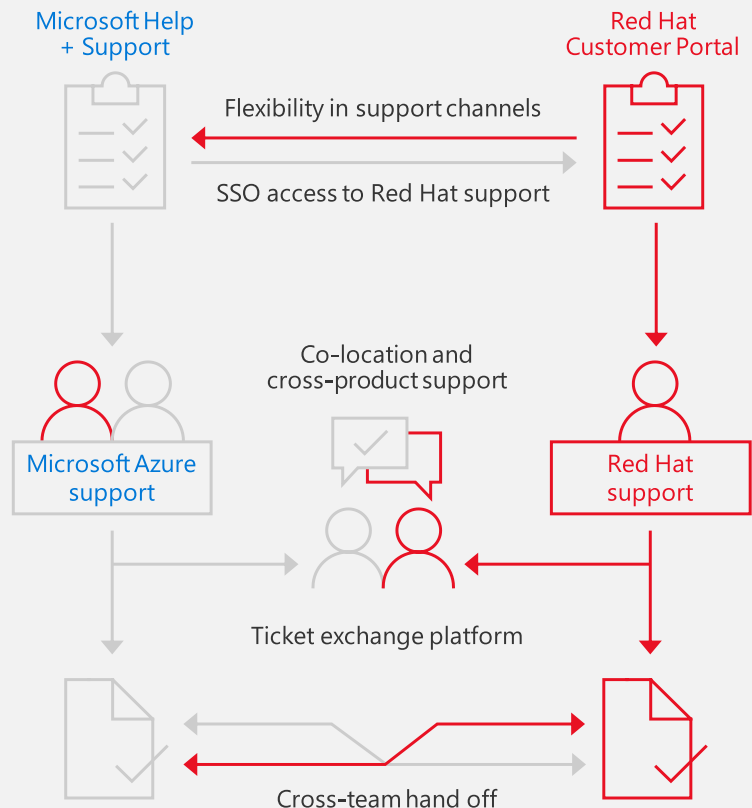 Microsoft Help
+ Support
Red Hat
Customer Portal
Flexibility in support channels
SSO access to Red Hat support
Co-location and
cross-product support
Microsoft Azure
support
Red Hat
support
Ticket exchange platform
Cross-team hand off